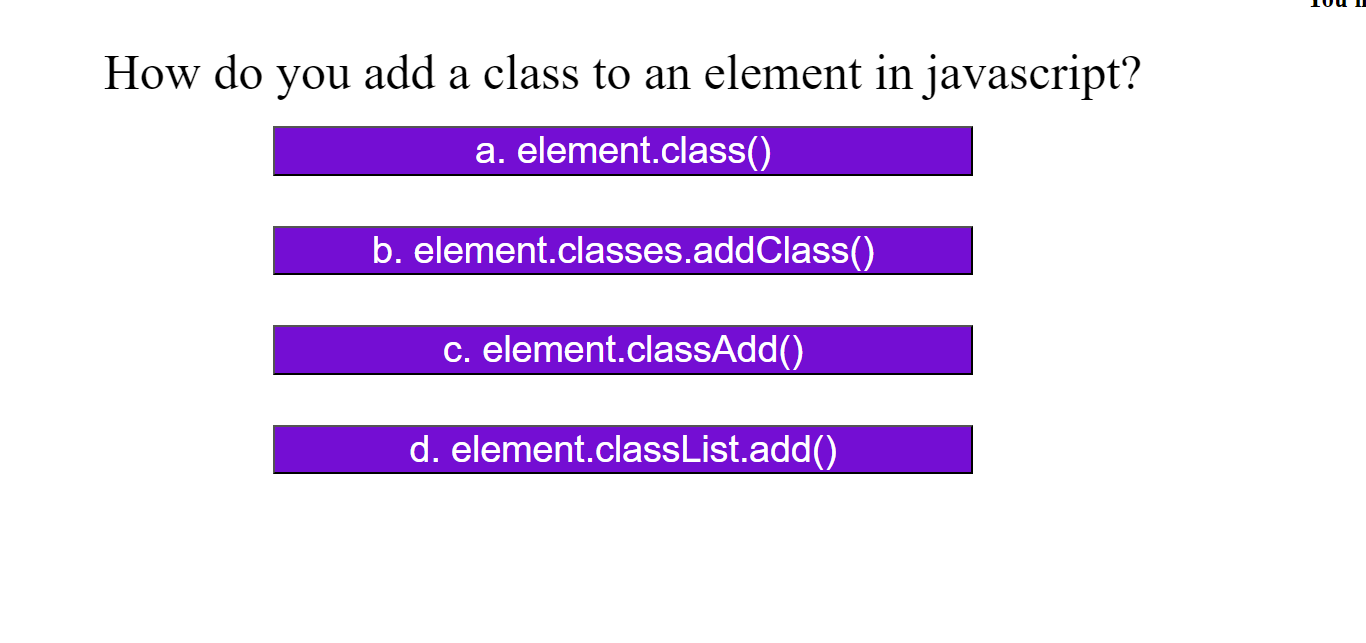 How do you add a class to an element in javascript?
a. element.class()
b. element.classes.addClass()
c. element.classAdd()
d. element.classList.add()